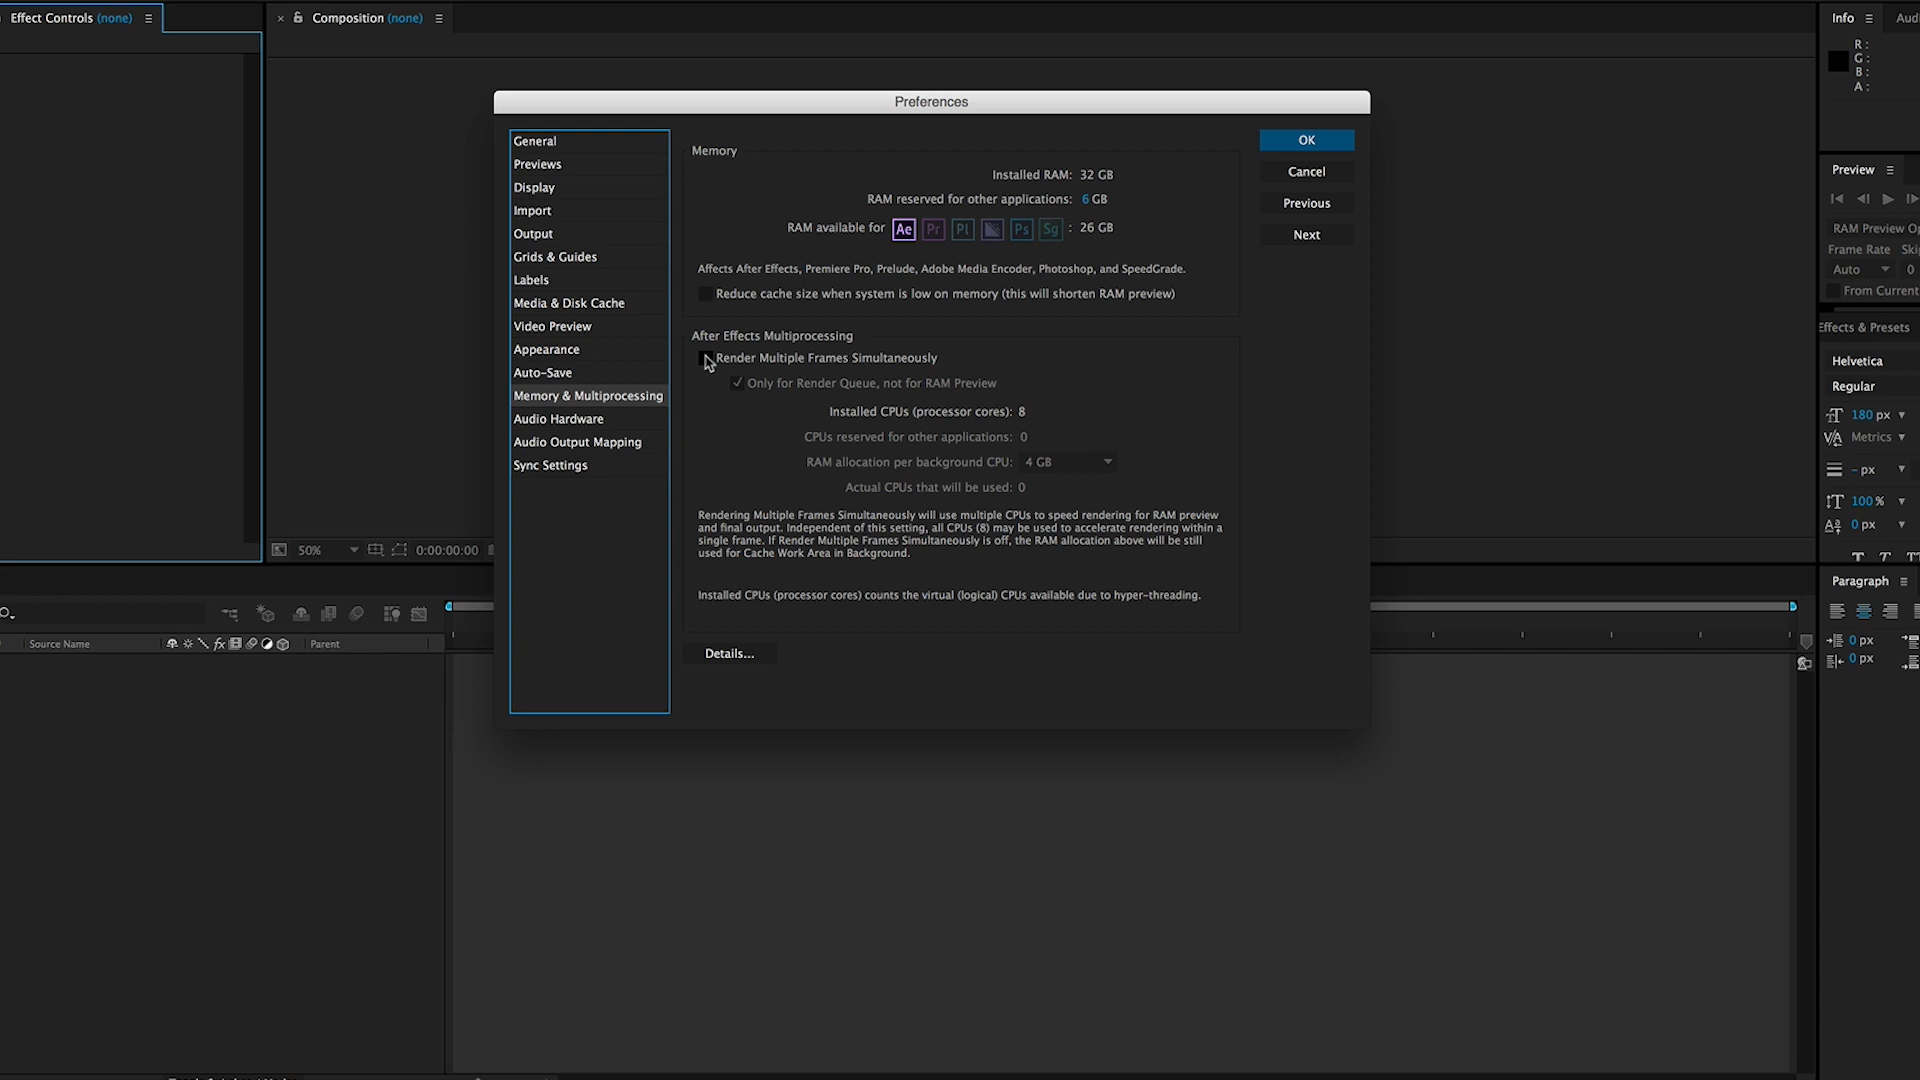 Effect Controls (none)
× Composition (none)
Info
R :
G :
B :
A :
Preferences
General
Previews
Display
Import
Output
Grids & Guides
Labels
Media & Disk Cache
Video Preview
Appearance
Auto-Save
Memory & Multiprocessing
Audio Hardware
Audio Output Mapping
Sync Settings
Memory
Installed RAM: 32 GB
RAM reserved for other applications: 6 GB
RAM available for Ae Pr Pl Ps Sg : 26 GB
Affects After Effects, Premiere Pro, Prelude, Adobe Media Encoder, Photoshop, and SpeedGrade.
Reduce cache size when system is low on memory (this will shorten RAM preview)
After Effects Multiprocessing
Render Multiple Frames Simultaneously
Only for Render Queue, not for RAM Preview
Installed CPUs (processor cores): 8
CPUs reserved for other applications: 0
RAM allocation per background CPU: 4 GB
Actual CPUs that will be used: 0
Rendering Multiple Frames Simultaneously will use multiple CPUs to speed rendering for RAM preview
and final output. Independent of this setting, all CPUs (8) may be used to accelerate rendering within a
single frame. If Render Multiple Frames Simultaneously is off, the RAM allocation above will be still
used for Cache Work Area in Background.
Installed CPUs (processor cores) counts the virtual (logical) CPUs available due to hyper-threading.
Details...
OK
Cancel
Previous
Next
Preview
RAM Preview Op
Frame Rate Ski
Auto 0
From Current
Effects & Presets
Helvetica
Regular
180 px
Metrics
– px
100 %
0 px
Paragraph
0 px
0 px
50%
0:00:00:00
Source Name
fx
Parent